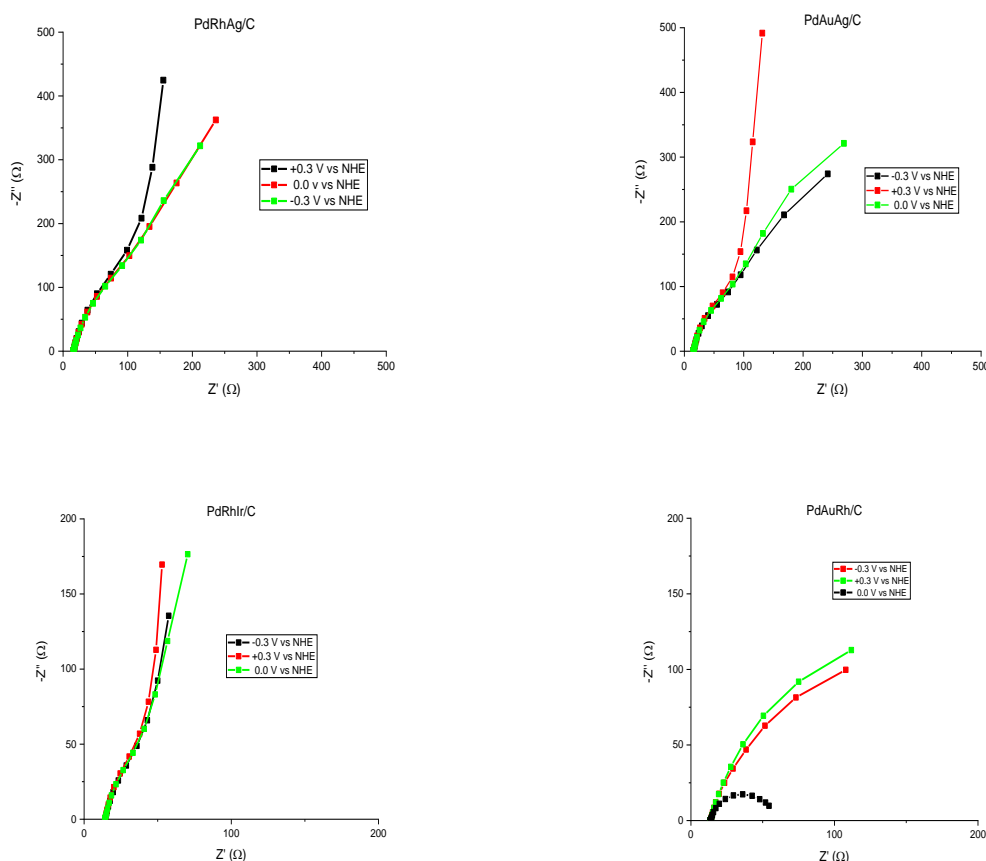 PdRhAg/C
500
400
300
200
100
0
-Z'' (Ω)
0 100 200 300 400 500
Z' (Ω)
+0.3 V vs NHE
0.0 v vs NHE
-0.3 V vs NHE
PdAuAg/C
500
400
300
200
100
0
-Z'' (Ω)
0 100 200 300 400 500
Z' (Ω)
-0.3 V vs NHE
+0.3 V vs NHE
0.0 V vs NHE
PdRhIr/C
200
150
100
50
0
-Z'' (Ω)
0 100 200
Z' (Ω)
-0.3 V vs NHE
+0.3 V vs NHE
0.0 V vs NHE
PdAuRh/C
200
150
100
50
0
-Z'' (Ω)
0 100 200
Z' (Ω)
-0.3 V vs NHE
+0.3 V vs NHE
0.0 V vs NHE